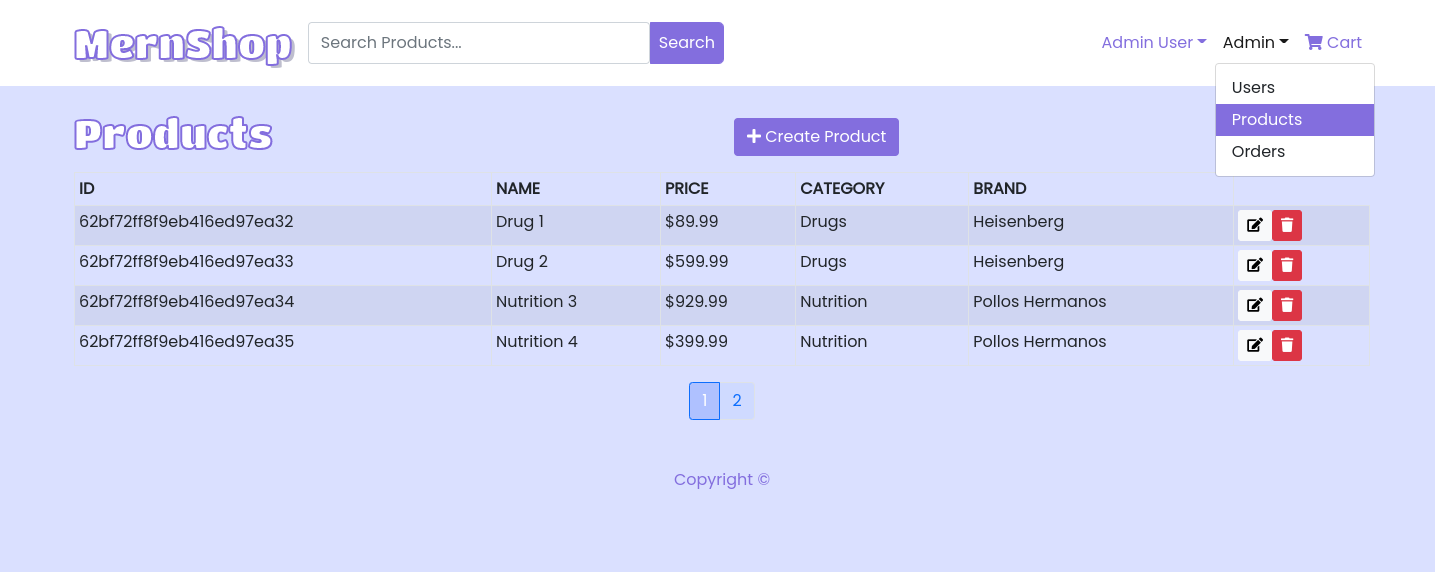 MernShop Search Products... Search Admin User Admin Cart
Users
Products
Orders
Products Create Product
ID NAME PRICE CATEGORY BRAND
62bf72ff8f9eb416ed97ea32 Drug 1 $89.99 Drugs Heisenberg
62bf72ff8f9eb416ed97ea33 Drug 2 $599.99 Drugs Heisenberg
62bf72ff8f9eb416ed97ea34 Nutrition 3 $929.99 Nutrition Pollos Hermanos
62bf72ff8f9eb416ed97ea35 Nutrition 4 $399.99 Nutrition Pollos Hermanos
1 2
Copyright ©